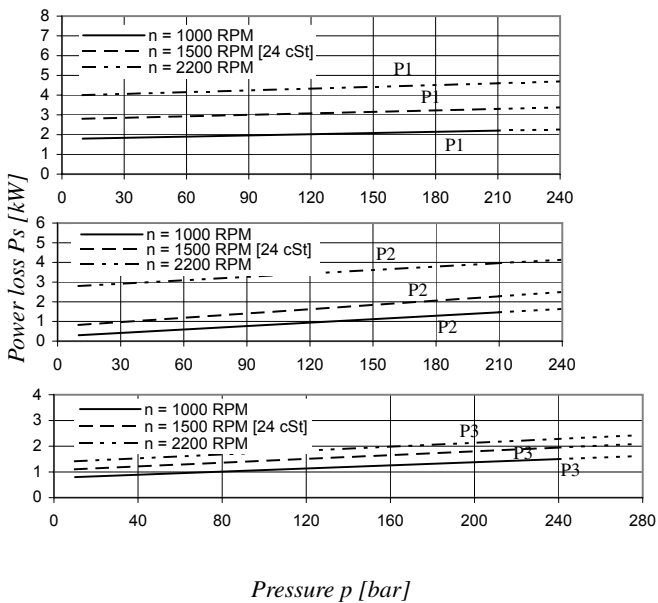 8
7
6
5
4
3
2
1
0
n = 1000 RPM
n = 1500 RPM [24 cSt]
n = 2200 RPM
P1
P1
P1
0 30 60 90 120 150 180 210 240
Power loss Ps [kW]
6
5
4
3
2
1
0
n = 1000 RPM
n = 1500 RPM [24 cSt]
n = 2200 RPM
P2
P2
P2
0 30 60 90 120 150 180 210 240
4
3
2
1
0
n = 1000 RPM
n = 1500 RPM [24 cSt]
n = 2200 RPM
P3
P3
P3
0 40 80 120 160 200 240 280
Pressure p [bar]